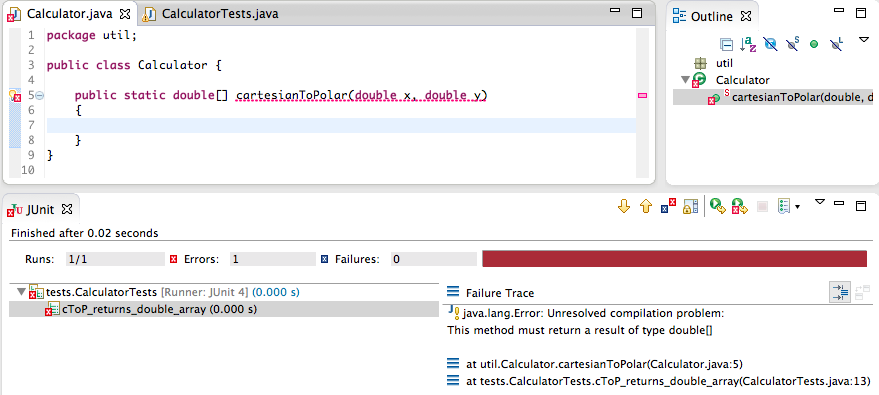 Calculator.java CalculatorTests.java
1 package util;
2
3 public class Calculator {
4
5 public static double[] cartesianToPolar(double x, double y)
6 {
7
8 }
9 }
10
Outline
util
Calculator
S cartesianToPolar(double, d
JUnit
Finished after 0.02 seconds
Runs: 1/1 Errors: 1 Failures: 0
tests.CalculatorTests [Runner: JUnit 4] (0.000 s)
cToP_returns_double_array (0.000 s)
Failure Trace
java.lang.Error: Unresolved compilation problem:
This method must return a result of type double[]
at util.Calculator.cartesianToPolar(Calculator.java:5)
at tests.CalculatorTests.cToP_returns_double_array(CalculatorTests.java:13)